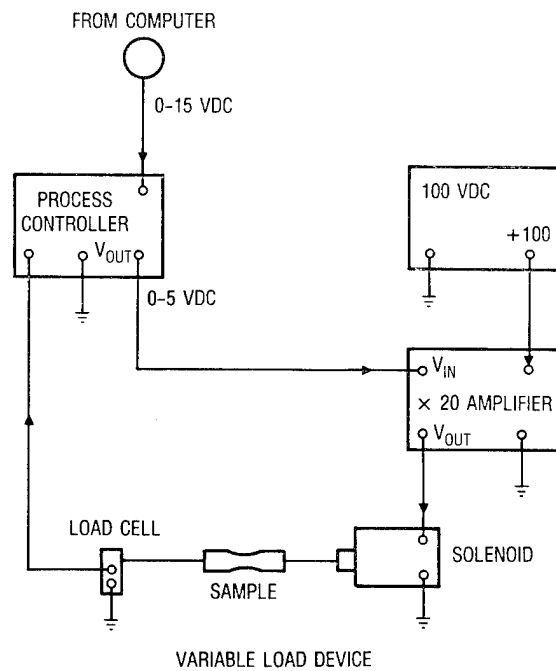 FROM COMPUTER
0-15 VDC
PROCESS
CONTROLLER
VOUT
0-5 VDC
100 VDC
+100
VIN
× 20 AMPLIFIER
VOUT
LOAD CELL
SAMPLE
SOLENOID
VARIABLE LOAD DEVICE